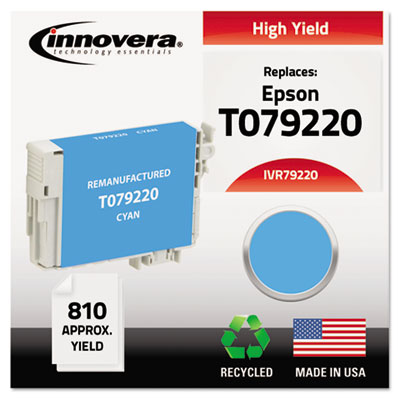 innovera
technology essentials
High Yield
Replaces:
Epson
T079220
IVR79220
T079220 CYAN
REMANUFACTURED
T079220
CYAN
810
APPROX.
YIELD
RECYCLED
MADE IN USA